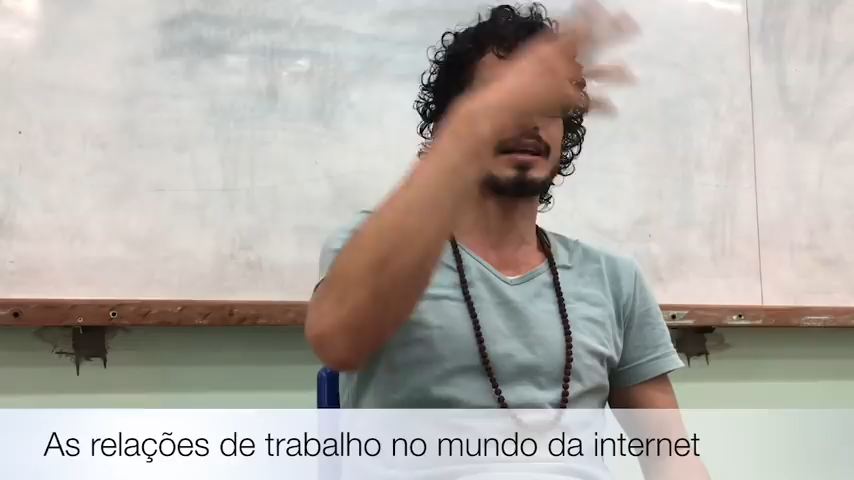 As relações de trabalho no mundo da internet